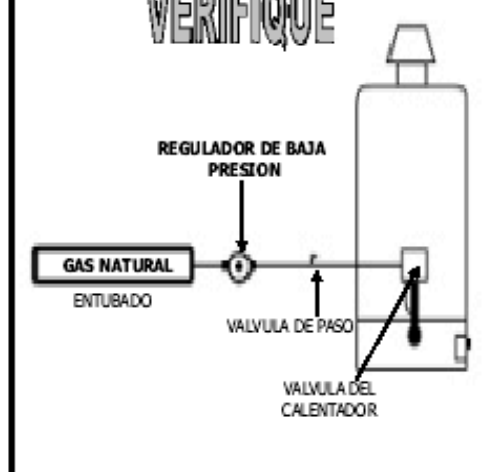 VERIFIQUE
REGULADOR DE BAJA
PRESION
GAS NATURAL
ENTUBADO
VALVULA DE PASO
VALVULA DEL
CALENTADOR